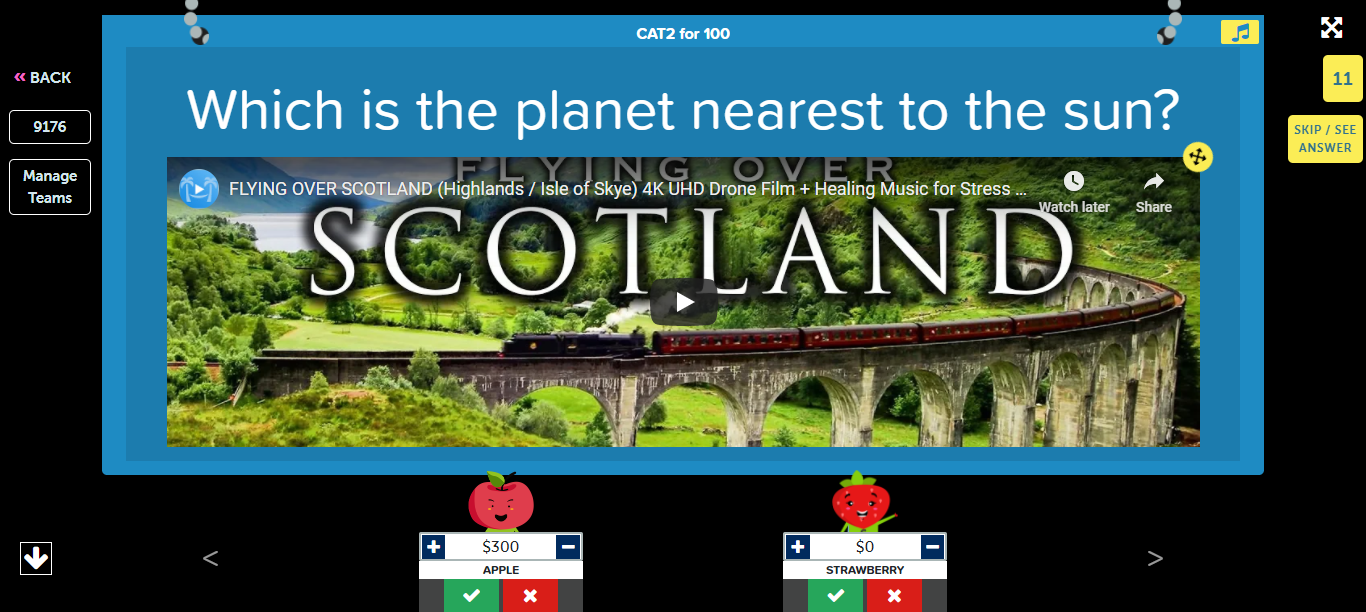 CAT2 for 100
« BACK
9176
Manage
Teams
11
SKIP / SEE
ANSWER
Which is the planet nearest to the sun?
FLYING OVER
FLYING OVER SCOTLAND (Highlands / Isle of Skye) 4K UHD Drone Film + Healing Music for Stress ...
Watch later
Share
SCOTLAND
<
+ $300 −
APPLE
+ $0 −
STRAWBERRY
>